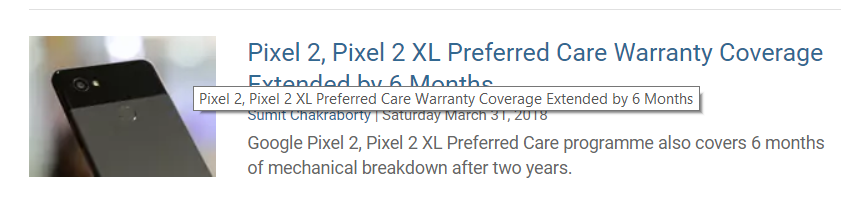 Pixel 2, Pixel 2 XL Preferred Care Warranty Coverage
Extended by 6 Months
Pixel 2, Pixel 2 XL Preferred Care Warranty Coverage Extended by 6 Months
Sumit Chakraborty | Saturday March 31, 2018
Google Pixel 2, Pixel 2 XL Preferred Care programme also covers 6 months
of mechanical breakdown after two years.